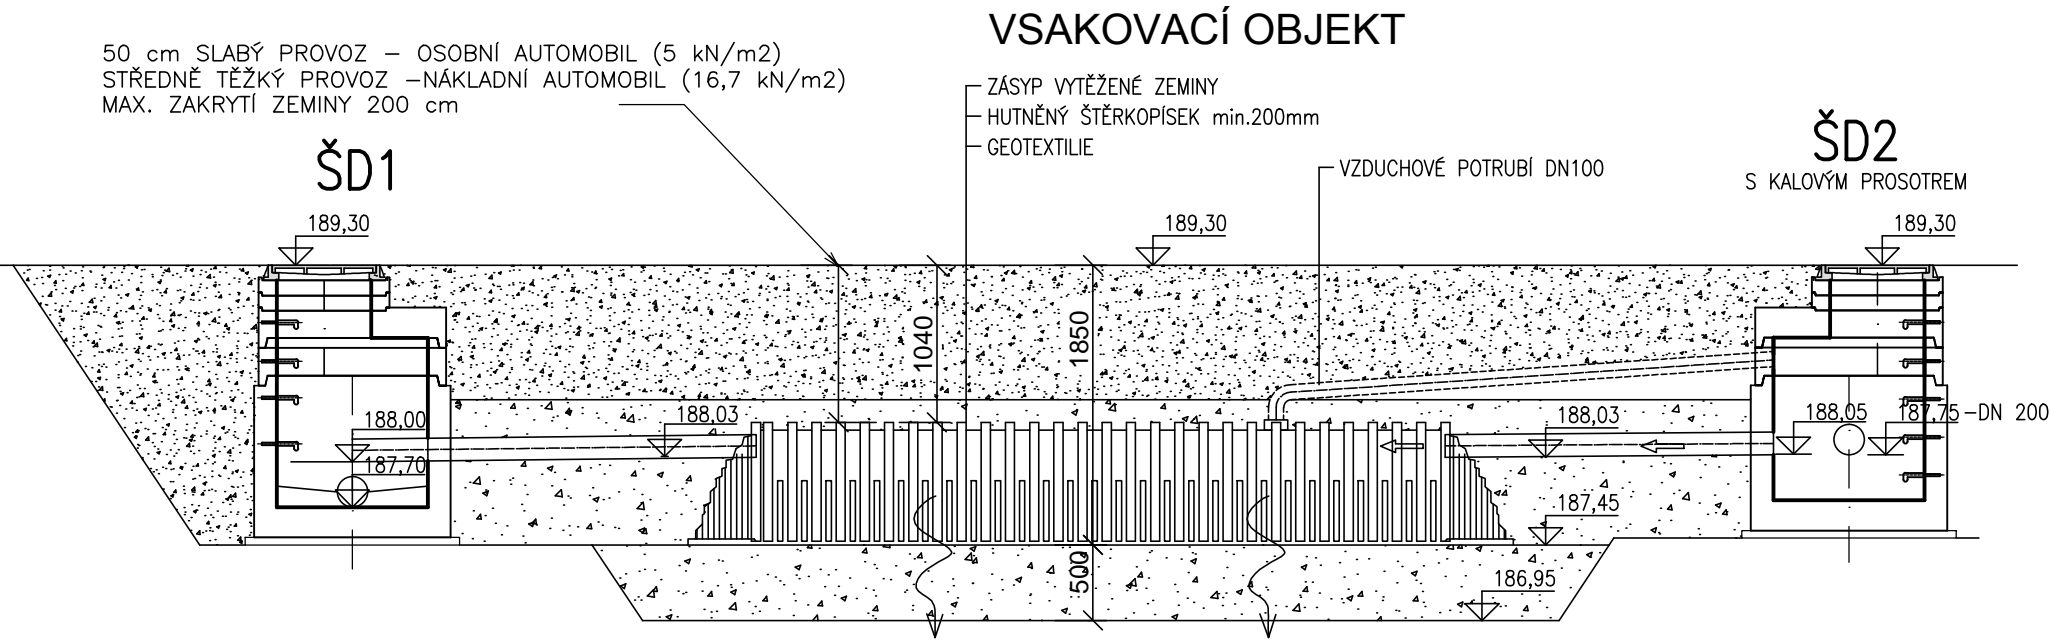 VSAKOVACÍ OBJEKT
50 cm SLABÝ PROVOZ – OSOBNÍ AUTOMOBIL (5 kN/m2)
STŘEDNĚ TĚŽKÝ PROVOZ –NÁKLADNÍ AUTOMOBIL (16,7 kN/m2)
MAX. ZAKRYTÍ ZEMINY 200 cm
ZÁSYP VYTĚŽENÉ ZEMINY
HUTNĚNÝ ŠTĚRKOPÍSEK min.200mm
GEOTEXTILIE
VZDUCHOVÉ POTRUBÍ DN100
ŠD1
ŠD2
S KALOVÝM PROSOTREM
189,30
189,30
189,30
1040
1850
188,00
188,03
188,03
188,05
187,75–DN 200
187,70
187,45
500
186,95